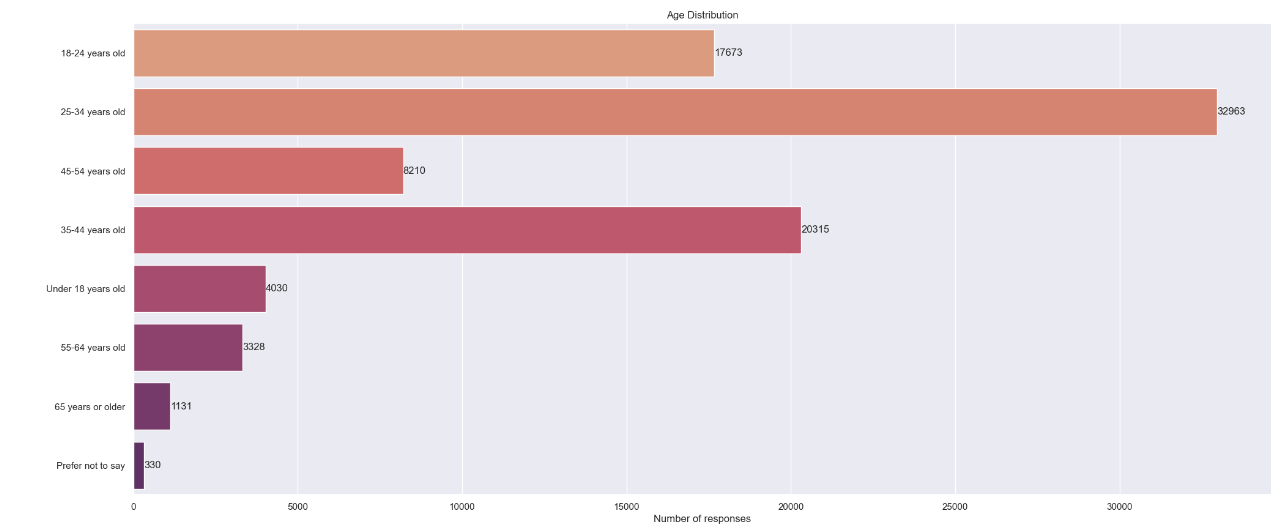 Age Distribution
18-24 years old 17673
25-34 years old 32963
45-54 years old 8210
35-44 years old 20315
Under 18 years old 4030
55-64 years old 3328
65 years or older 1131
Prefer not to say 330
0 5000 10000 15000 20000 25000 30000
Number of responses